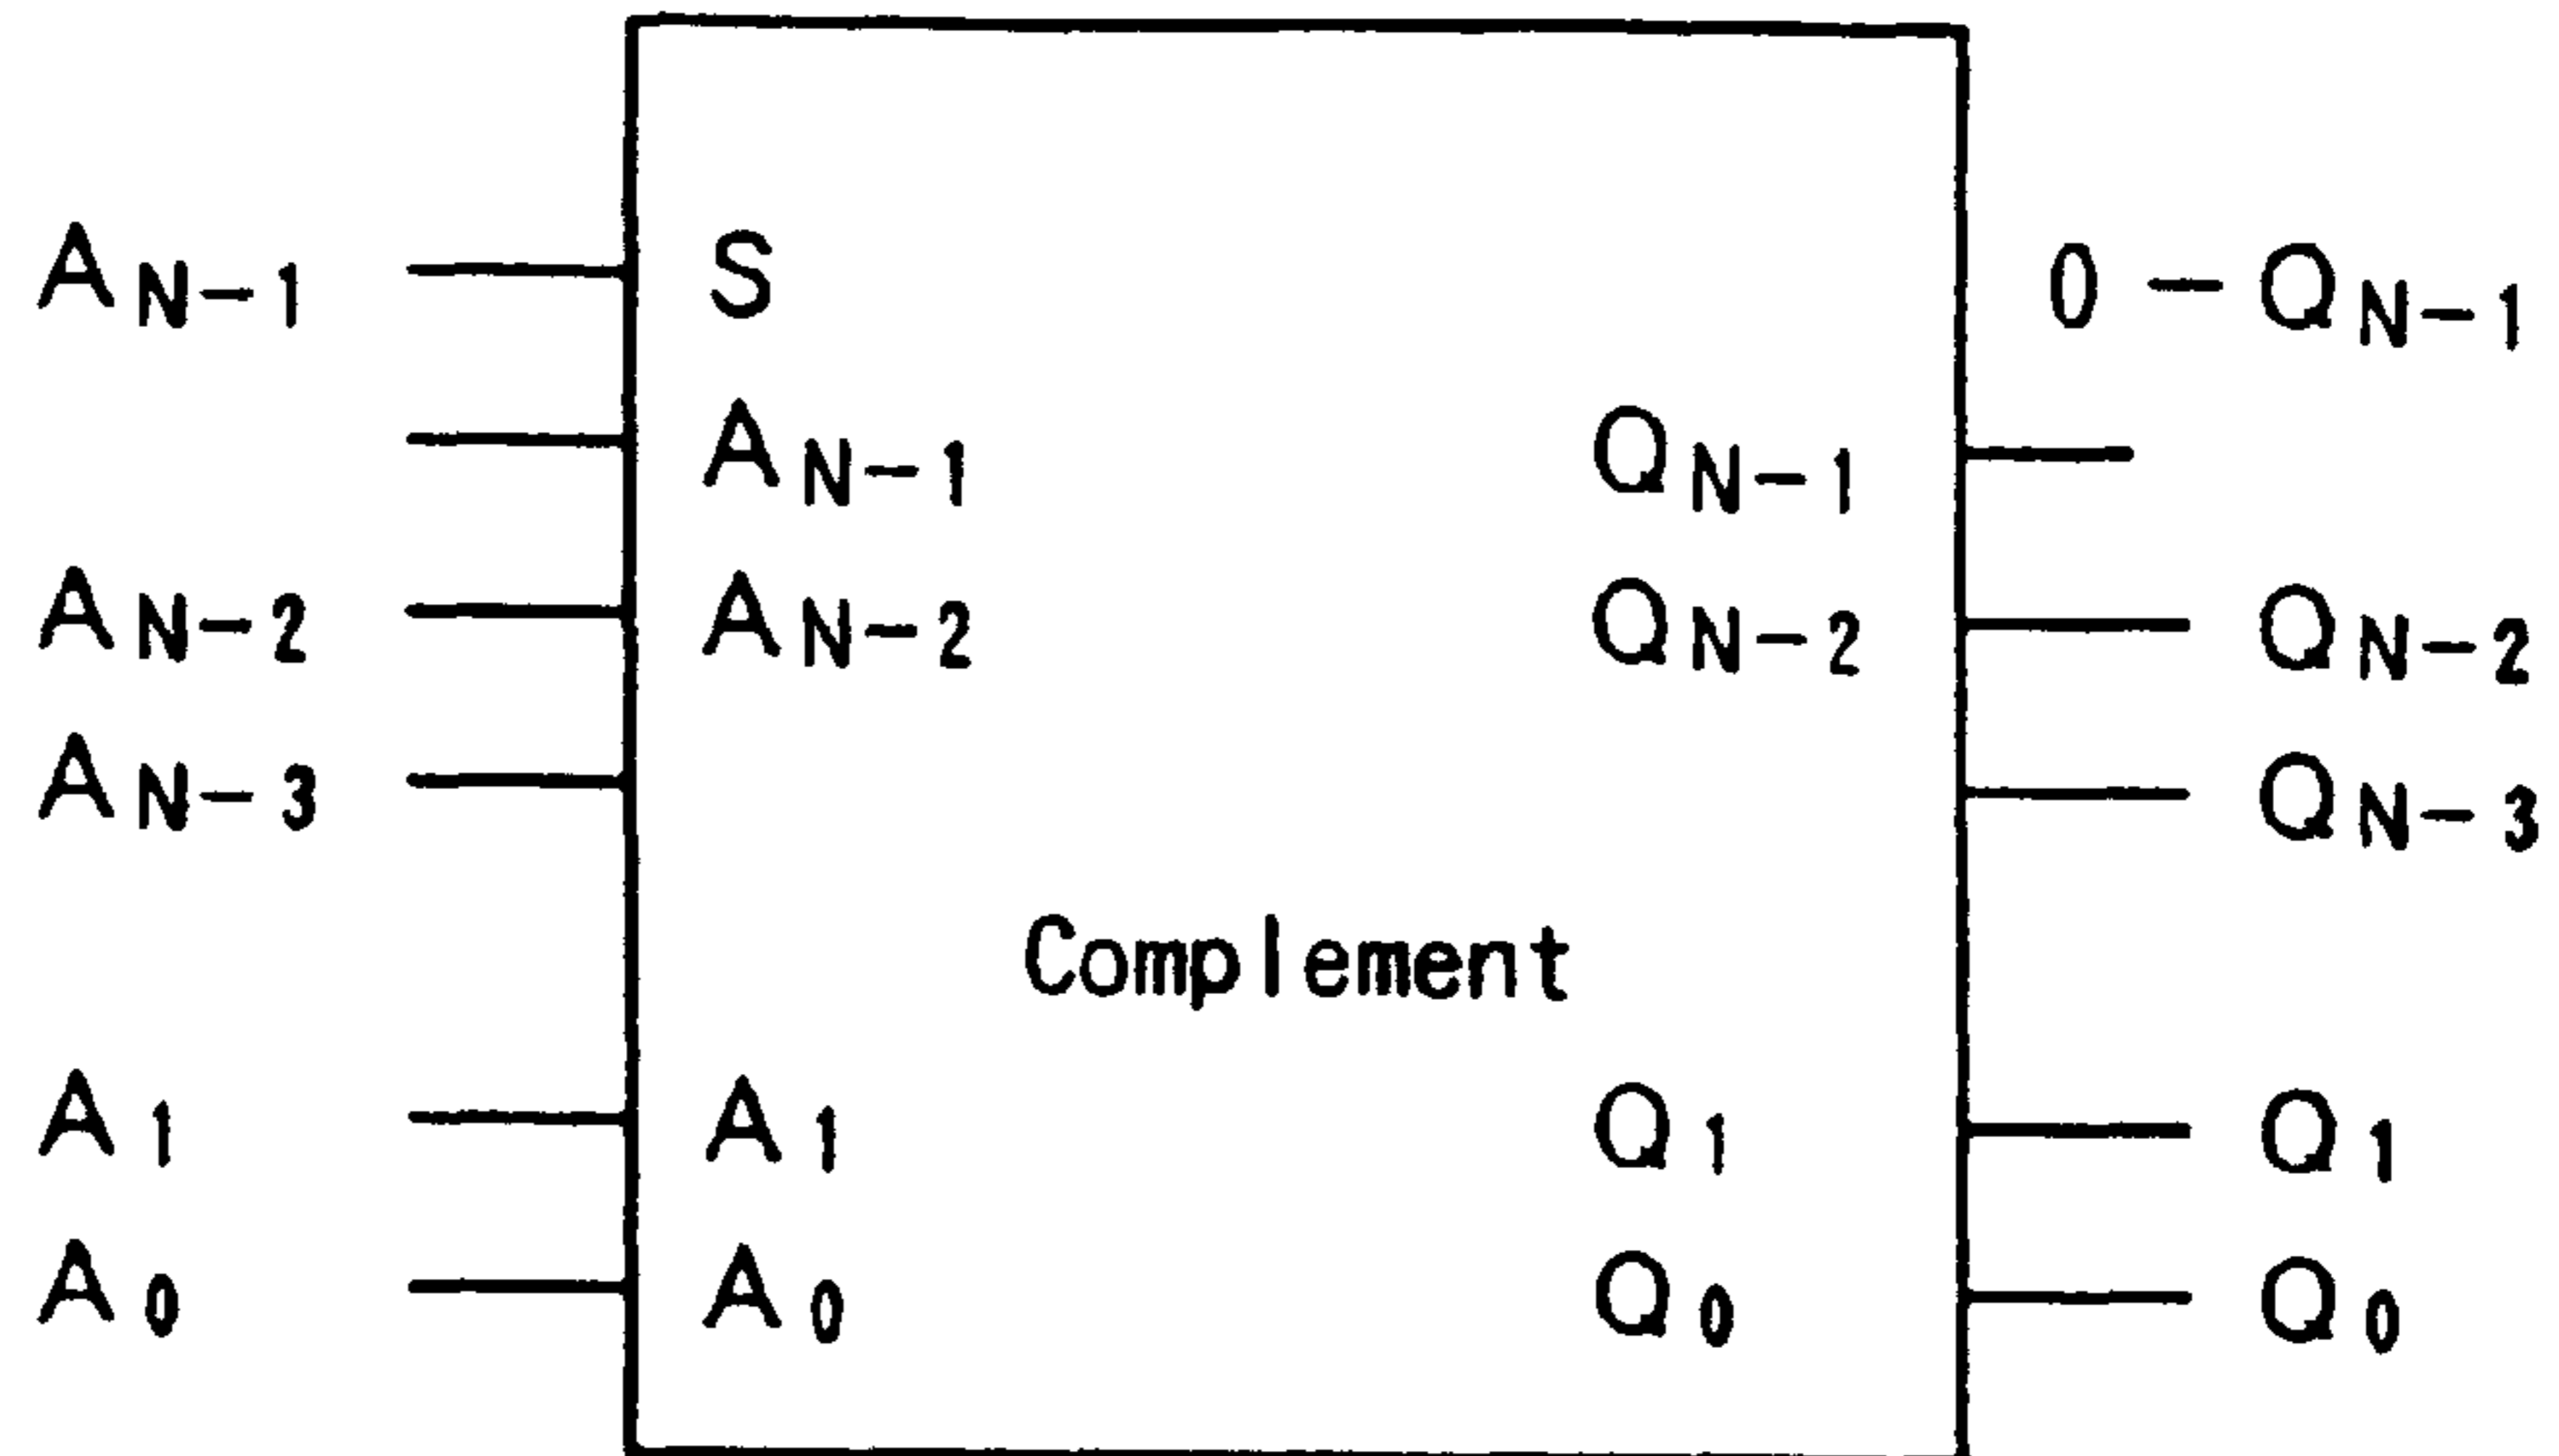 A N-1 S 0 - Q N-1
A N-1 Q N-1
A N-2 A N-2 Q N-2 Q N-2
A N-3 Q N-3
Complement
A 1 A 1 Q 1 Q 1
A 0 A 0 Q 0 Q 0